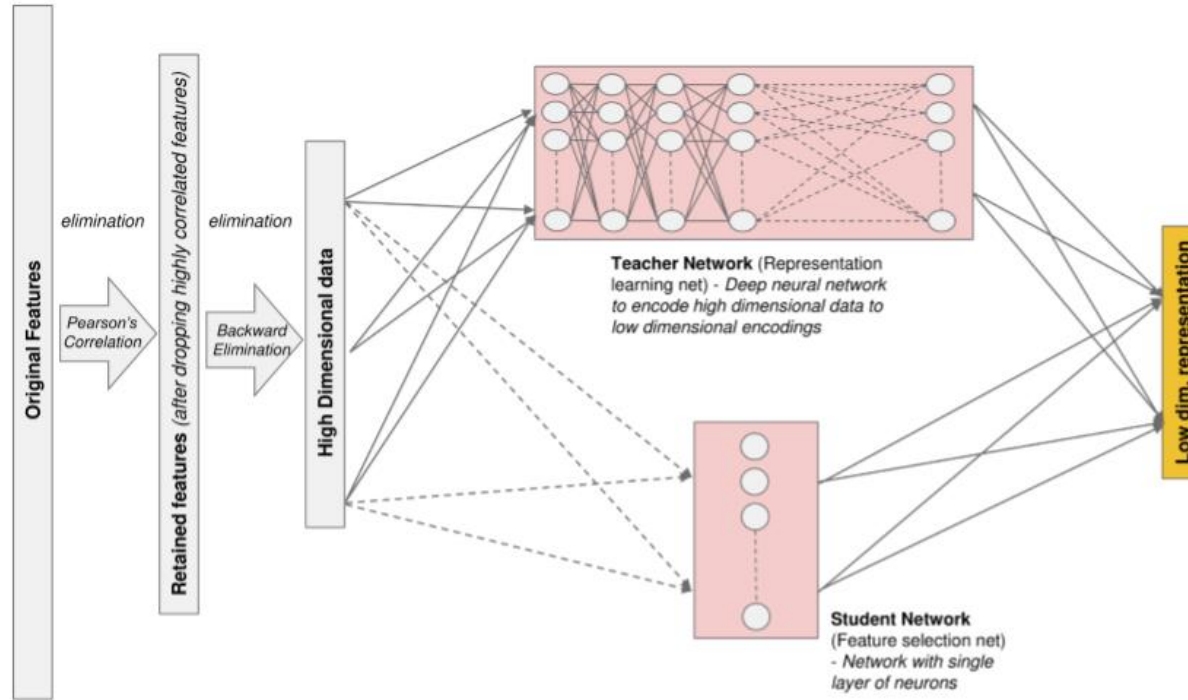 Original Features
elimination
Pearson's
Correlation
Retained features (after dropping highly correlated features)
elimination
Backward
Elimination
High Dimensional data
Teacher Network (Representation
learning net) - Deep neural network
to encode high dimensional data to
low dimensional encodings
Student Network
(Feature selection net)
- Network with single
layer of neurons
Low dim. representation